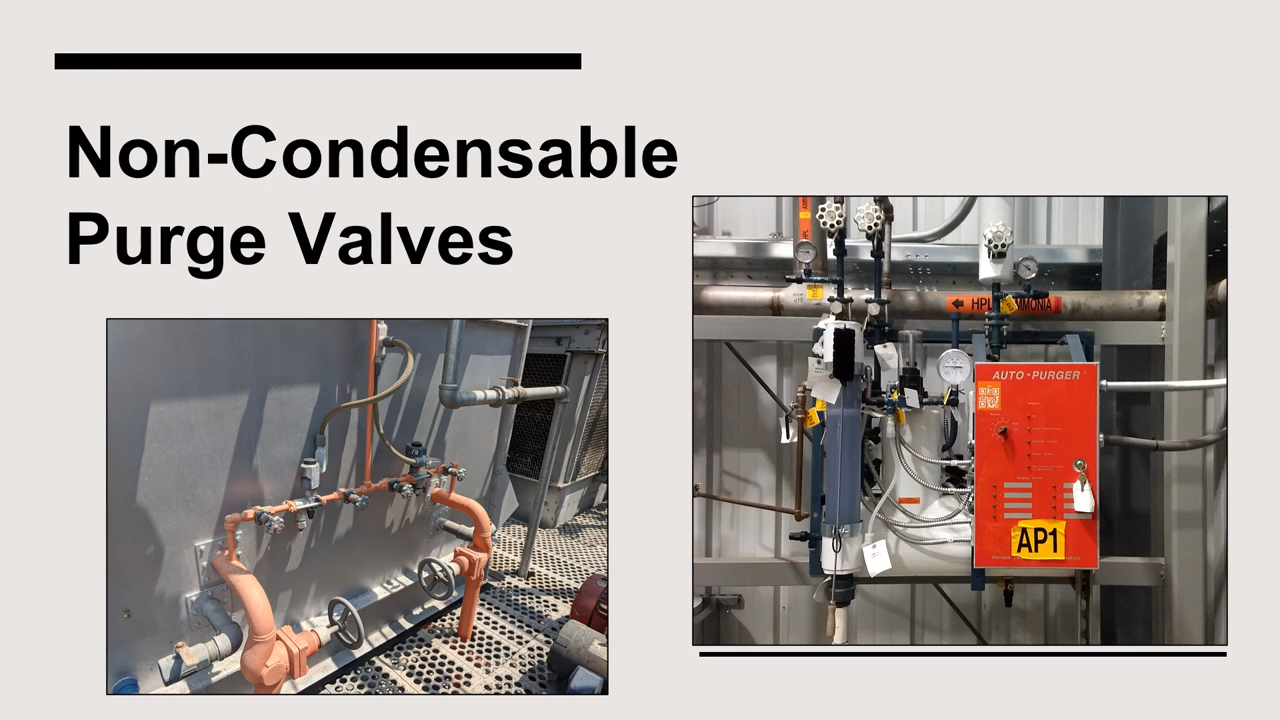 Non-Condensable
Purge Valves
HPL
AMMONIA
AUTO-PURGER
AP1